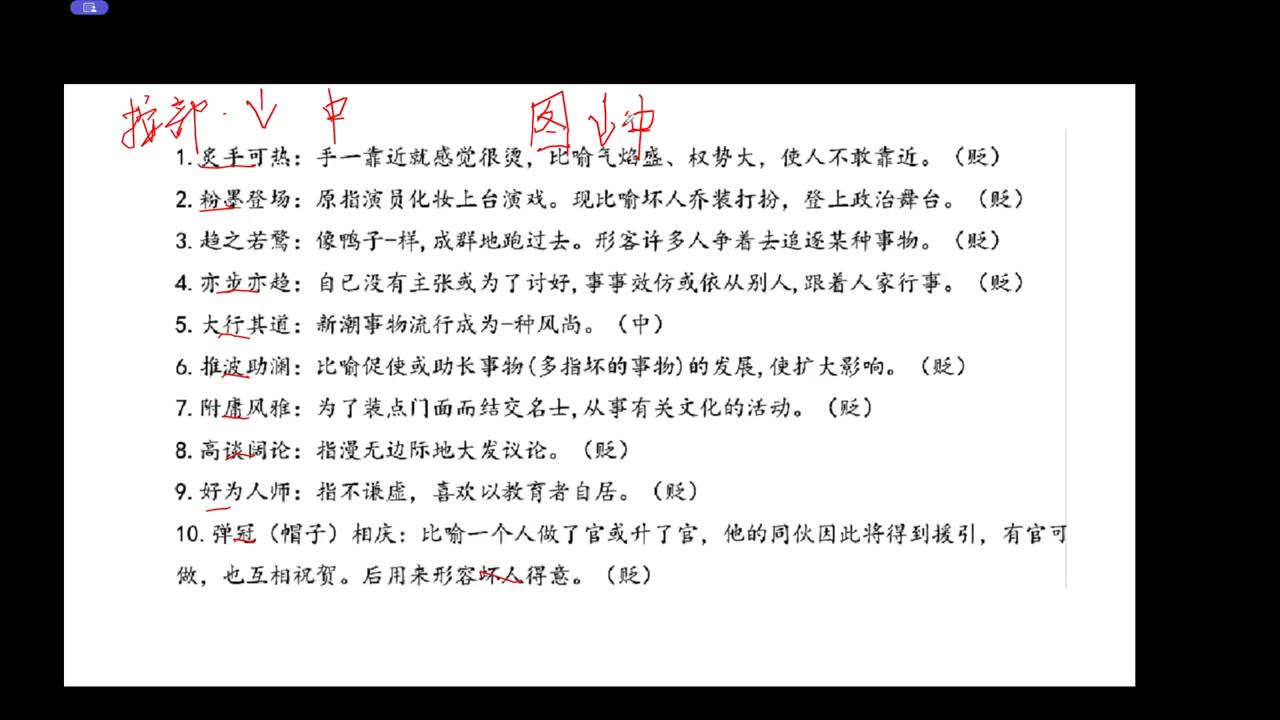 按部·↓ 中 图↓中
1. 炙手可热：手一靠近就感觉很烫，比喻气焰盛、权势大，使人不敢靠近。（贬）
2. 粉墨登场：原指演员化妆上台演戏。现比喻坏人乔装打扮，登上政治舞台。（贬）
3. 趋之若鹜：像鸭子一样,成群地跑过去。形容许多人争着去追逐某种事物。（贬）
4. 亦步亦趋：自己没有主张或为了讨好,事事效仿或依从别人,跟着人家行事。（贬）
5. 大行其道：新潮事物流行成为一种风尚。（中）
6. 推波助澜：比喻促使或助长事物(多指坏的事物)的发展,使扩大影响。（贬）
7. 附庸风雅：为了装点门面而结交名士,从事有关文化的活动。（贬）
8. 高谈阔论：指漫无边际地大发议论。（贬）
9. 好为人师：指不谦虚，喜欢以教育者自居。（贬）
10. 弹冠（帽子）相庆：比喻一个人做了官或升了官，他的同伙因此将得到援引，有官可
做，也互相祝贺。后用来形容坏人得意。（贬）